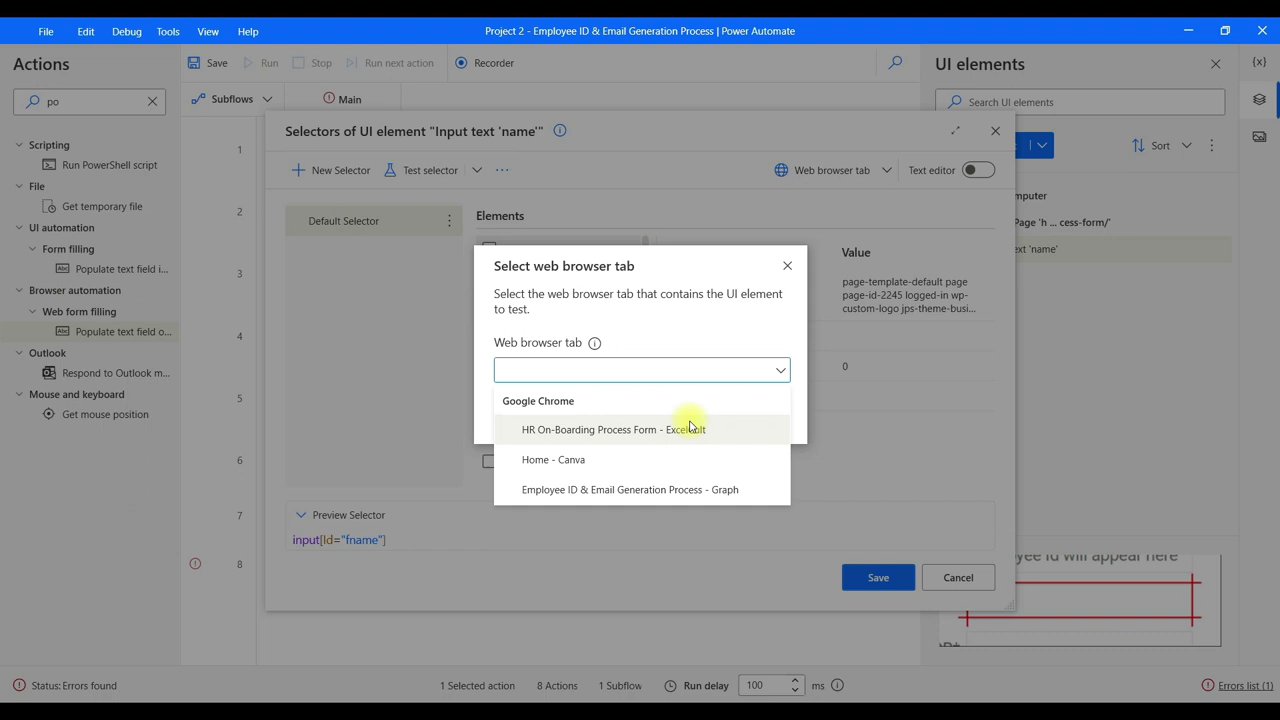 File Edit Debug Tools View Help
Project 2 - Employee ID & Email Generation Process | Power Automate
Actions
po
Scripting
Run PowerShell script
File
Get temporary file
UI automation
Form filling
Populate text field i...
Browser automation
Web form filling
Populate text field o...
Outlook
Respond to Outlook m...
Mouse and keyboard
Get mouse position
Save Run Stop Run next action Recorder
Subflows Main
1
2
3
4
5
6
7
8
Selectors of UI element "Input text 'name'"
New Selector Test selector Web browser tab Text editor
Default Selector
Elements
Value
page-template-default page
page-id-2245 logged-in wp-
custom-logo jps-theme-busi...
0
Select web browser tab
Select the web browser tab that contains the UI element
to test.
Web browser tab
Google Chrome
HR On-Boarding Process Form -
Home - Canva
Employee ID & Email Generation Process - Graph
Preview Selector
input[Id="fname"]
Save Cancel
UI elements
Search UI elements
Sort
Page 'h ... cess-form/'
'name'
Id will appear here
Status: Errors found
1 Selected action 8 Actions 1 Subflow Run delay 100 ms
Errors list (1)